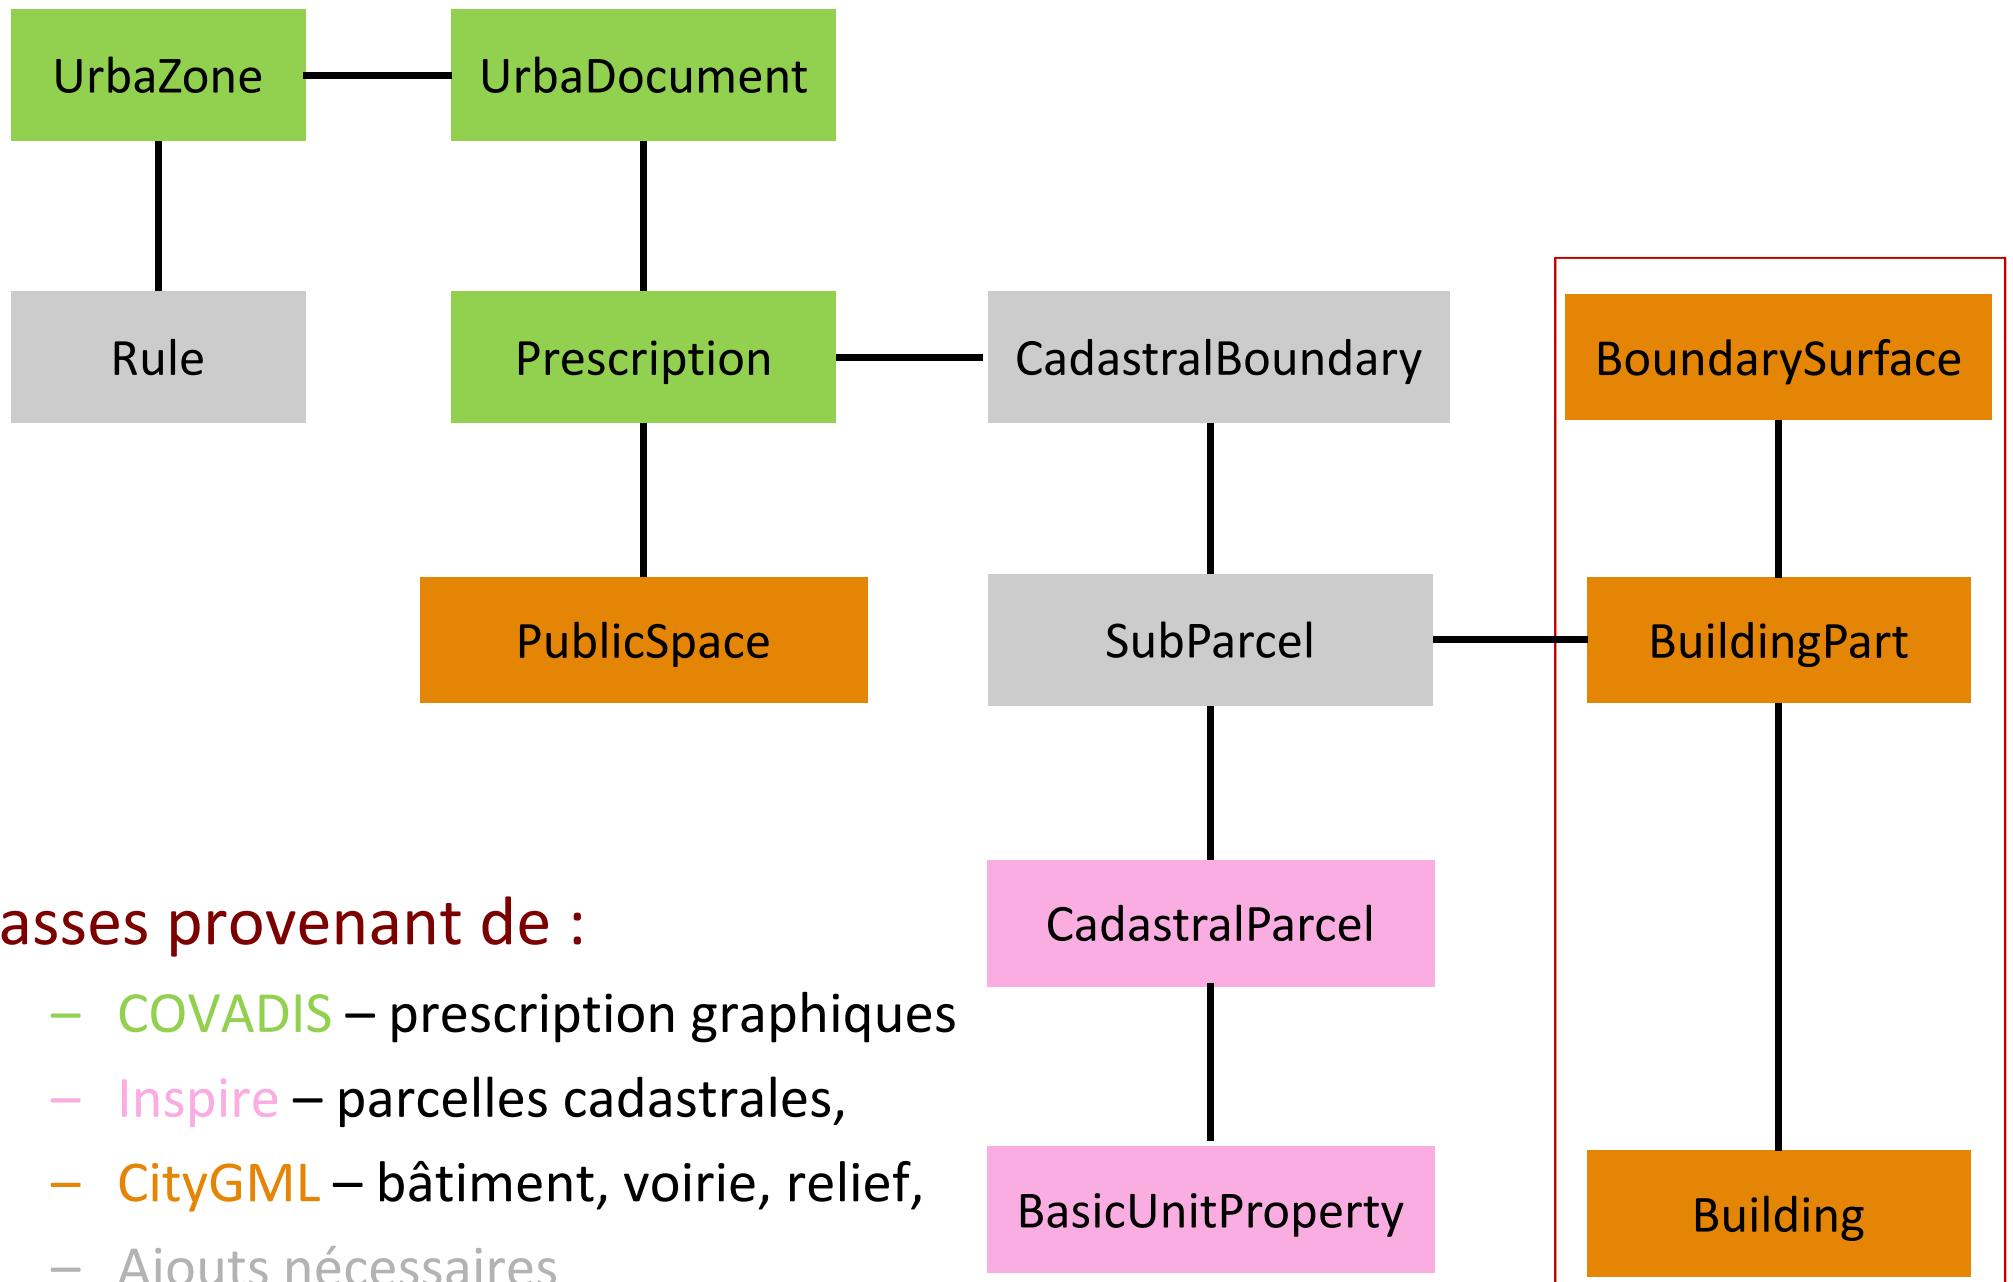 UrbaZone
UrbaDocument
Rule
Prescription
CadastralBoundary
BoundarySurface
PublicSpace
SubParcel
BuildingPart
CadastralParcel
BasicUnitProperty
Building
asses provenant de :
– COVADIS – prescription graphiques
– Inspire – parcelles cadastrales,
– CityGML – bâtiment, voirie, relief,
– Ajouts nécessaires